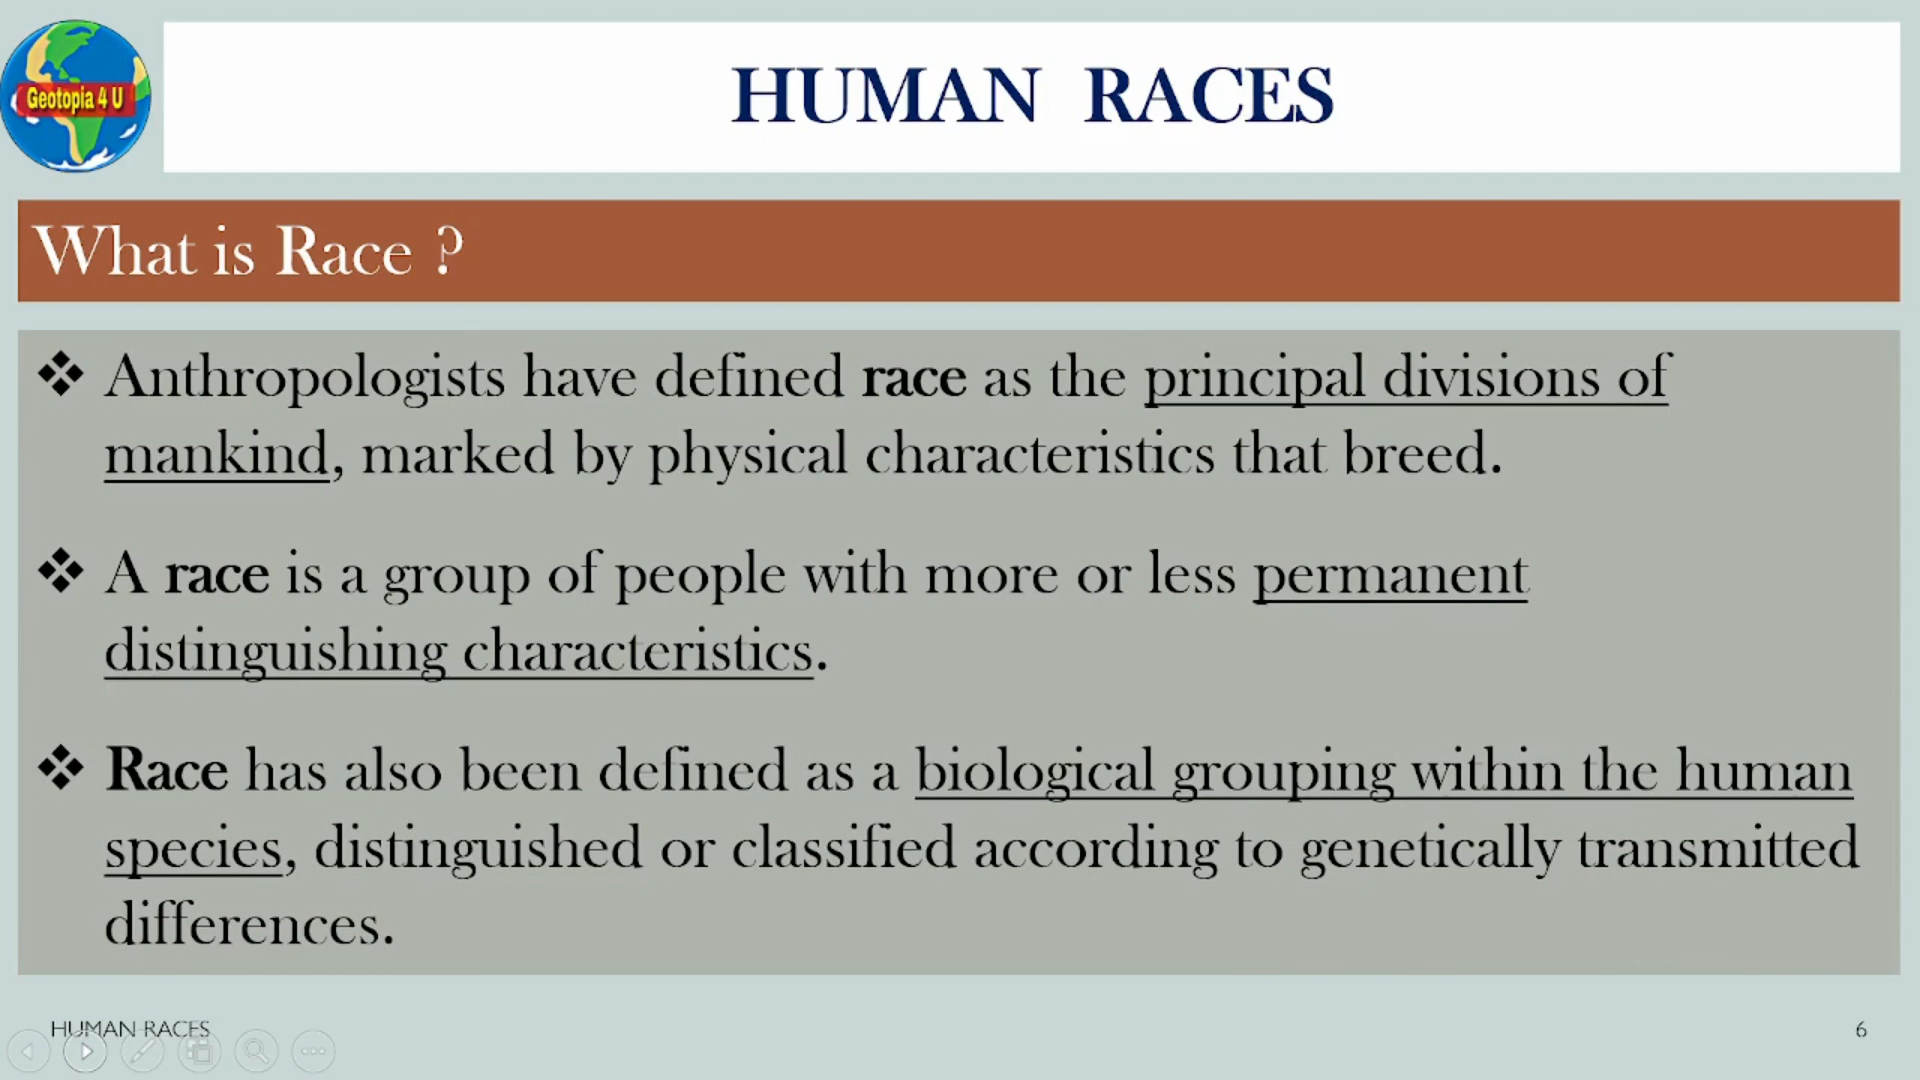 Geotopia 4 U
HUMAN RACES
What is Race ?
❖ Anthropologists have defined race as the principal divisions of
mankind, marked by physical characteristics that breed.
❖ A race is a group of people with more or less permanent
distinguishing characteristics.
❖ Race has also been defined as a biological grouping within the human
species, distinguished or classified according to genetically transmitted
differences.
HUMAN RACES
6